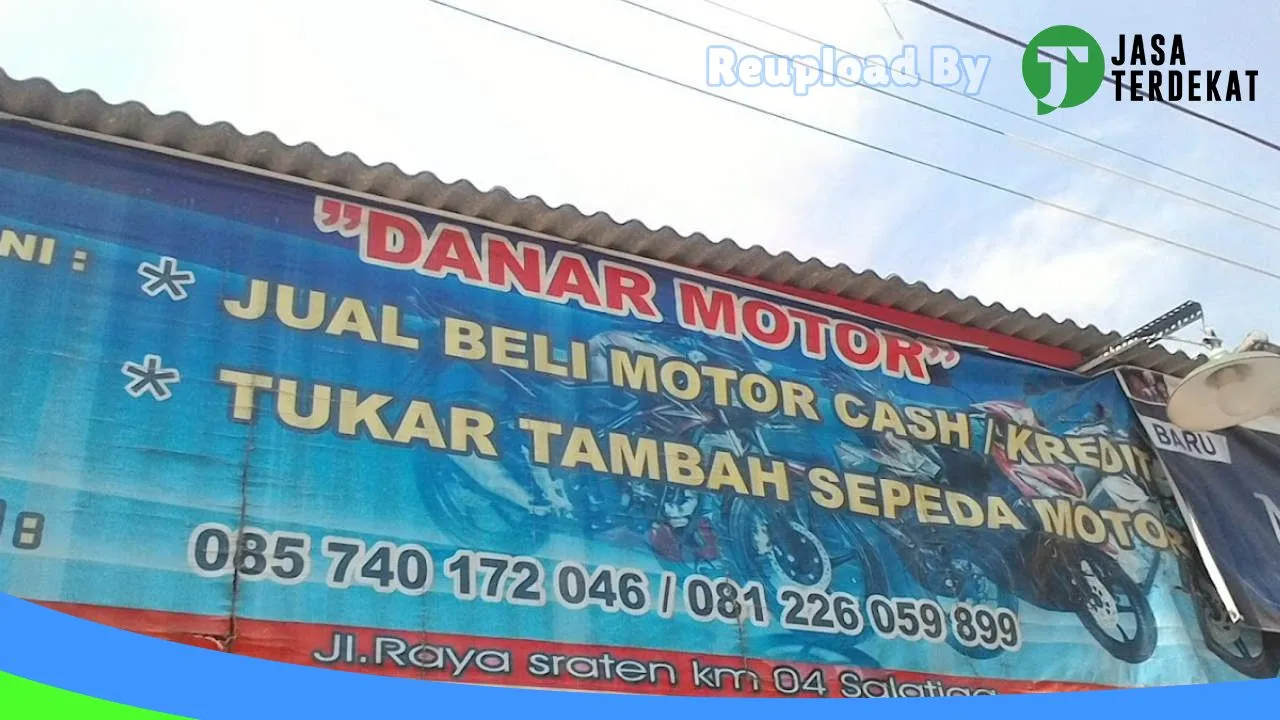 Reupload By
JASA
TERDEKAT
"DANAR MOTOR"
NI :
* JUAL BELI MOTOR CASH / KREDIT
* TUKAR TAMBAH SEPEDA MOTOR
BARU
085 740 172 046 / 081 226 059 899
Jl.Raya sraten km 04 Salatiga